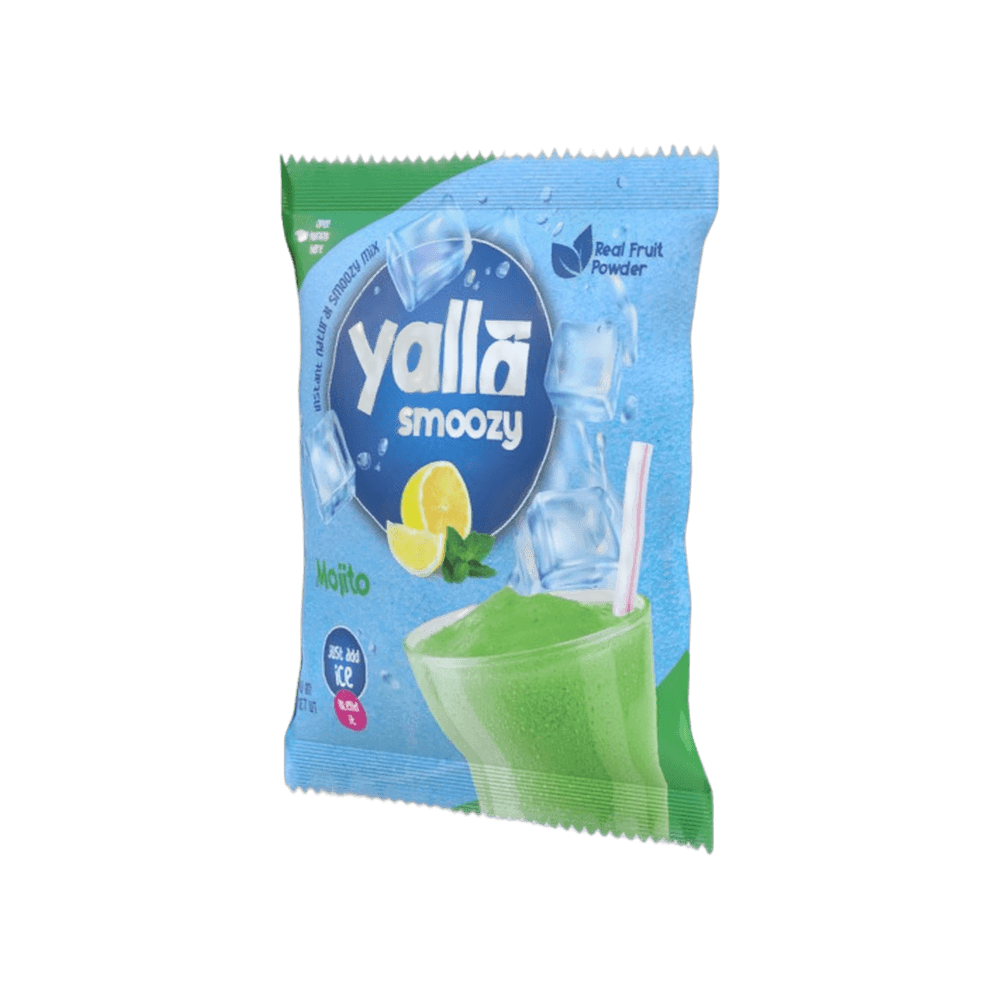 Instant natural smoozy mix
Real Fruit
Powder
yallā
smoozy
Mojito
Just add
ice